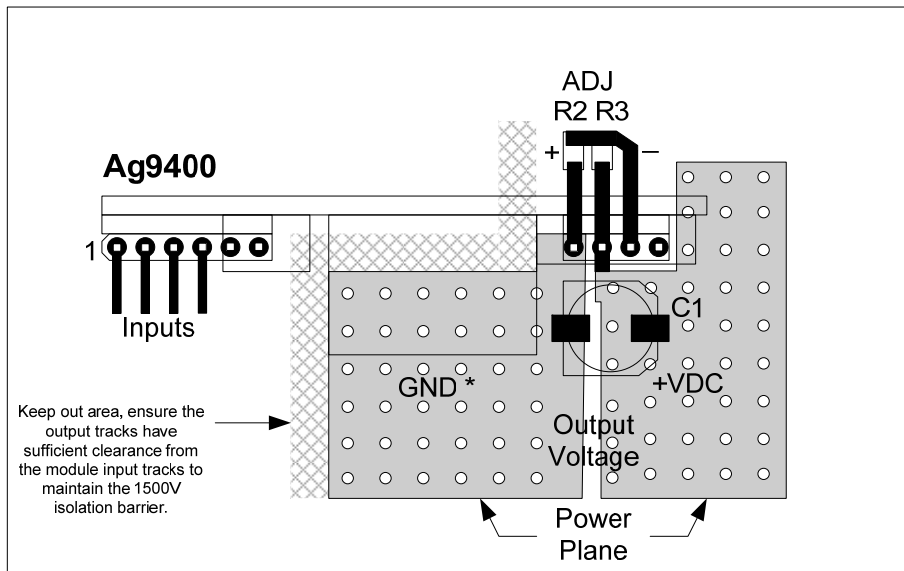 ADJ
R2 R3
+ –
Ag9400
1
Inputs
C1
GND *
+VDC
Output
Voltage
Keep out area, ensure the
output tracks have
sufficient clearance from
the module input tracks to
maintain the 1500V
isolation barrier.
Power
Plane